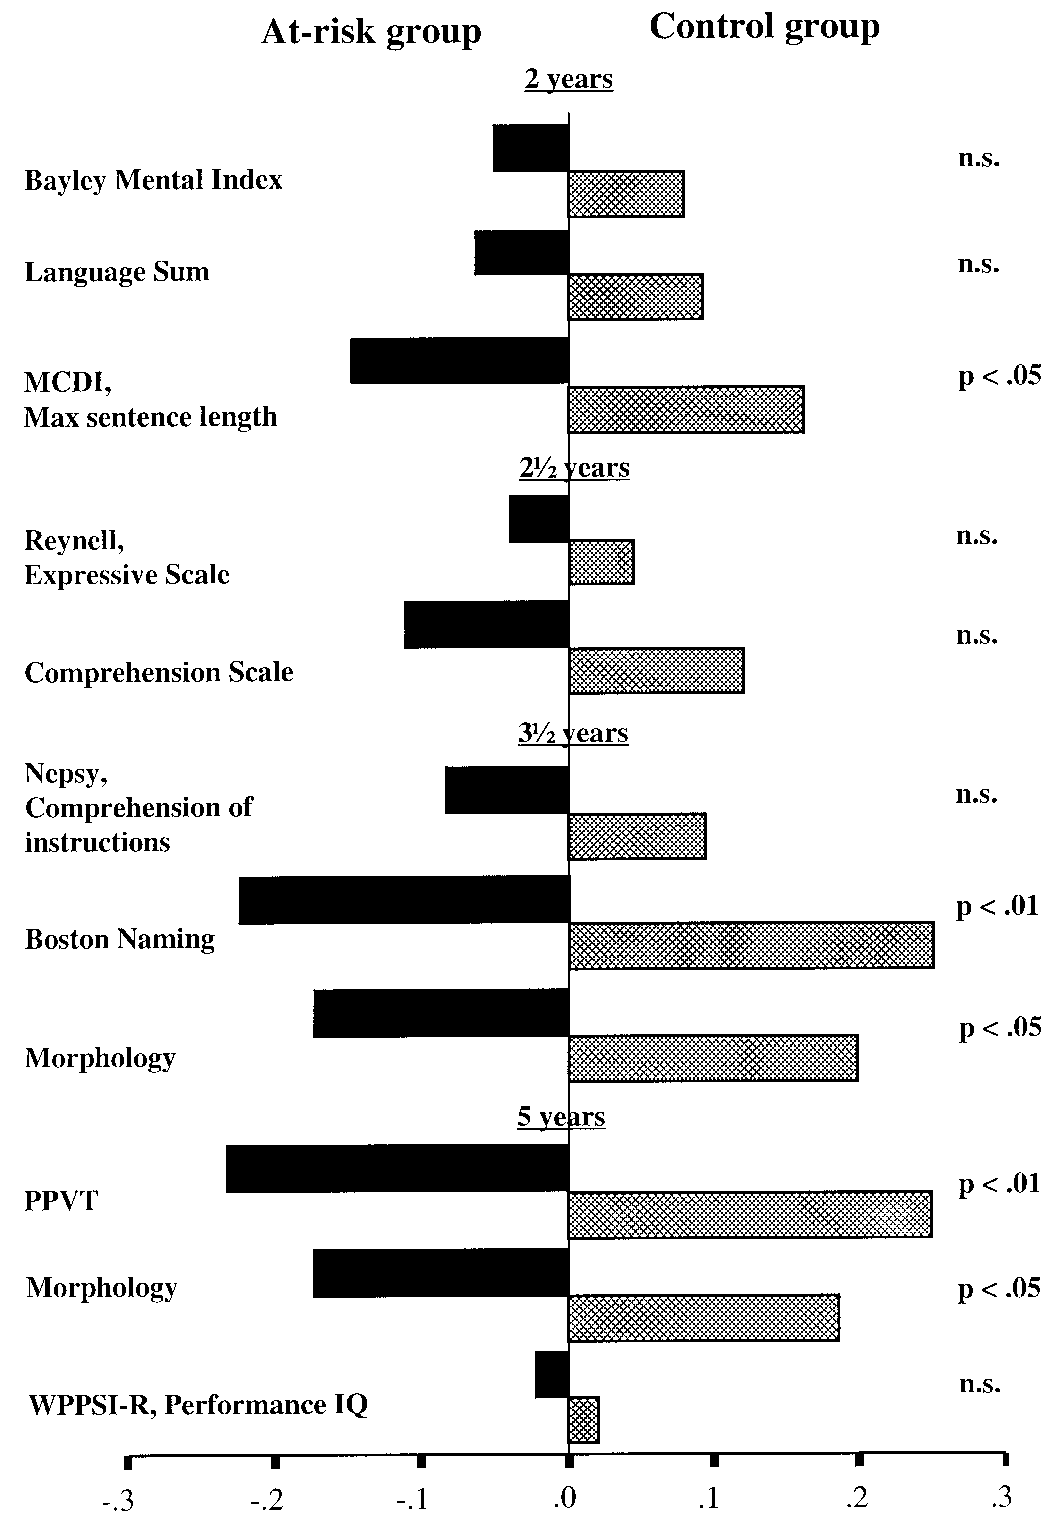 At-risk group Control group
2 years
n.s.
Bayley Mental Index
n.s.
Language Sum
p < .05
MCDI,
Max sentence length
2½ years
n.s.
Reynell,
Expressive Scale
n.s.
Comprehension Scale
3½ years
Nepsy,
n.s.
Comprehension of
instructions
p < .01
Boston Naming
p < .05
Morphology
5 years
p < .01
PPVT
Morphology p < .05
n.s.
WPPSI-R, Performance IQ
-.3 -.2 -.1 .0 .1 .2 .3